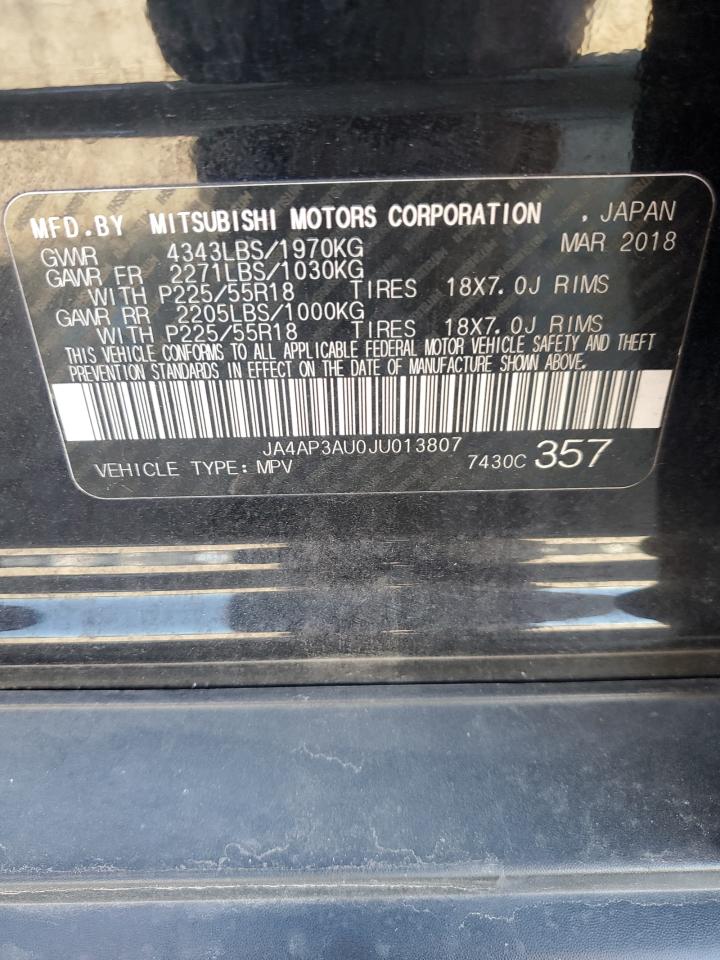 MFD.BY MITSUBISHI MOTORS CORPORATION , JAPAN
GVWR 4343LBS/1970KG MAR 2018
GAWR FR 2271LBS/1030KG
WITH P225/55R18 TIRES 18X7.0J RIMS
GAWR RR 2205LBS/1000KG
WITH P225/55R18 TIRES 18X7.0J RIMS
THIS VEHICLE CONFORMS TO ALL APPLICABLE FEDERAL MOTOR VEHICLE SAFETY AND THEFT
PREVENTION STANDARDS IN EFFECT ON THE DATE OF MANUFACTURE SHOWN ABOVE.
JA4AP3AU0JU013807
VEHICLE TYPE: MPV 7430C 357